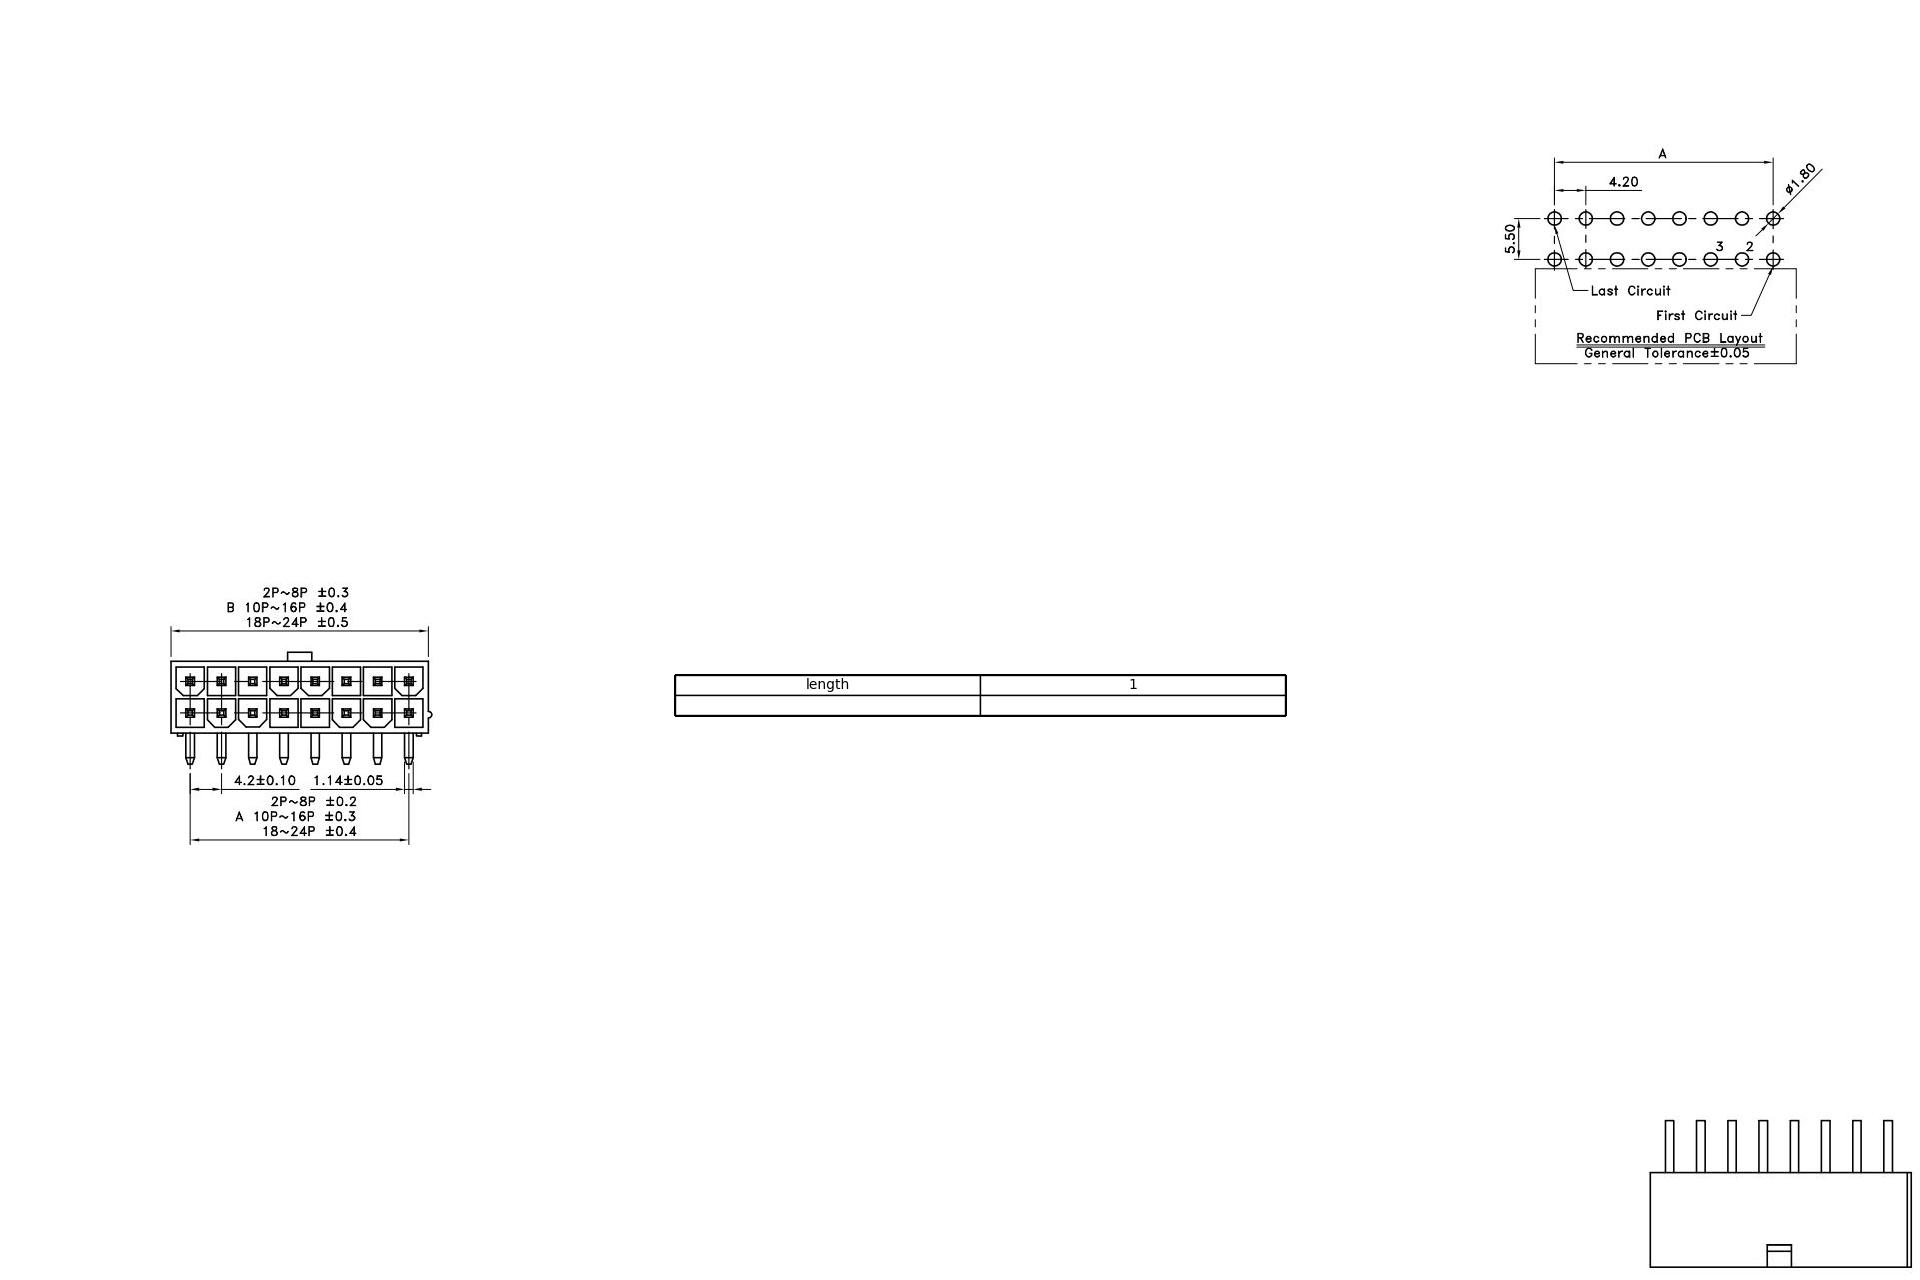 A
4.20
ø1.80
5.50
3 2
Last Circuit
First Circuit
Recommended PCB Layout
General Tolerance±0.05
2P~8P ±0.3
B 10P~16P ±0.4
18P~24P ±0.5
length 1
4.2±0.10 1.14±0.05
2P~8P ±0.2
A 10P~16P ±0.3
18~24P ±0.4